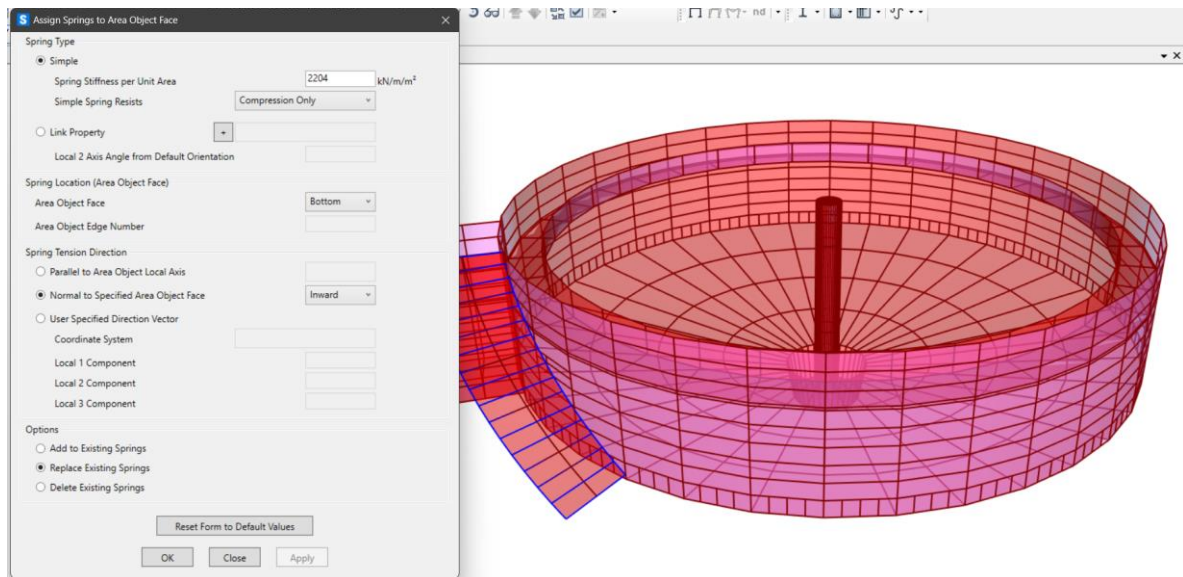 S Assign Springs to Area Object Face
Spring Type
Simple
Spring Stiffness per Unit Area 2204 kN/m/m²
Simple Spring Resists Compression Only
Link Property +
Local 2 Axis Angle from Default Orientation
Spring Location (Area Object Face)
Area Object Face Bottom
Area Object Edge Number
Spring Tension Direction
Parallel to Area Object Local Axis
Normal to Specified Area Object Face Inward
User Specified Direction Vector
Coordinate System
Local 1 Component
Local 2 Component
Local 3 Component
Options
Add to Existing Springs
Replace Existing Springs
Delete Existing Springs
Reset Form to Default Values
OK Close Apply
nd